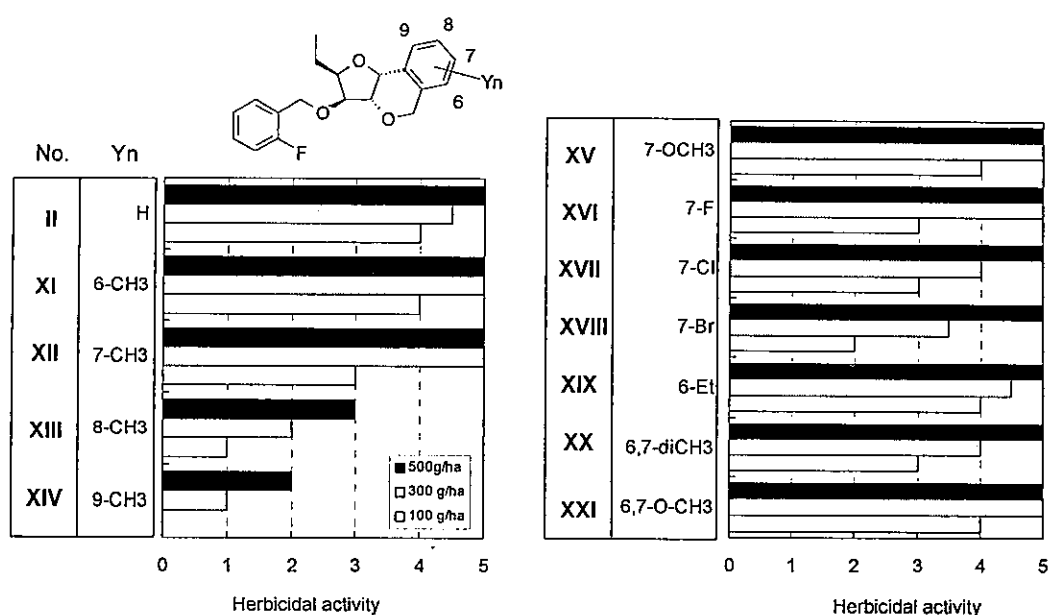 9
8
7
O
Yn
6
O
O
F
No. Yn
II H
XI 6-CH3
XII 7-CH3
XIII 8-CH3
XIV 9-CH3
500g/ha
300 g/ha
100 g/ha
0 1 2 3 4 5
Herbicidal activity
XV 7-OCH3
XVI 7-F
XVII 7-Cl
XVIII 7-Br
XIX 6-Et
XX 6,7-diCH3
XXI 6,7-O-CH3
0 1 2 3 4 5
Herbicidal activity